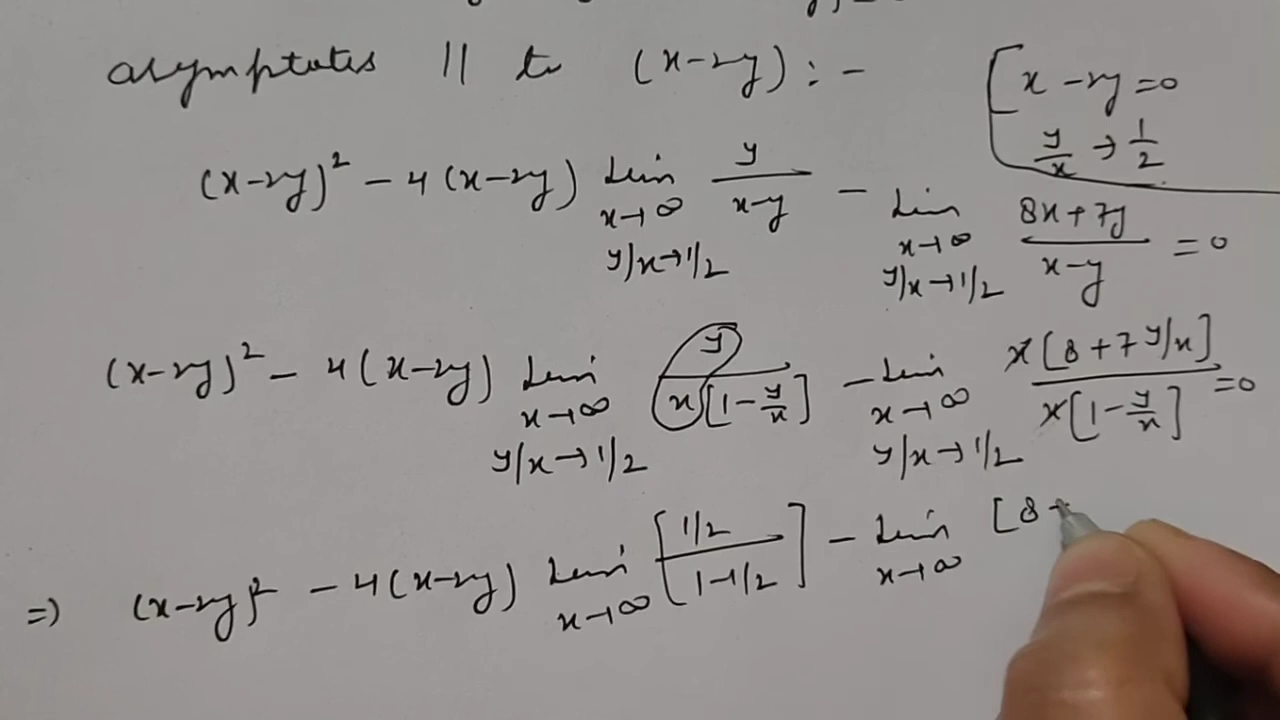 asymptotes || to (x-2y) :-
[x-2y=0
y/x → 1/2
(x-2y)² - 4(x-2y) Lim x→∞ y/x→1/2 y/(x-y) - Lim x→∞ y/x→1/2 (8x+7y)/(x-y) = 0
(x-2y)² - 4(x-2y) Lim x→∞ y/x→1/2 y/(x[1-y/x]) - Lim x→∞ y/x→1/2 x[8+7y/x]/(x[1-y/x]) = 0
=) (x-2y)² - 4(x-2y) Lim x→∞ [(1/2)/(1-1/2)] - Lim x→∞ [8